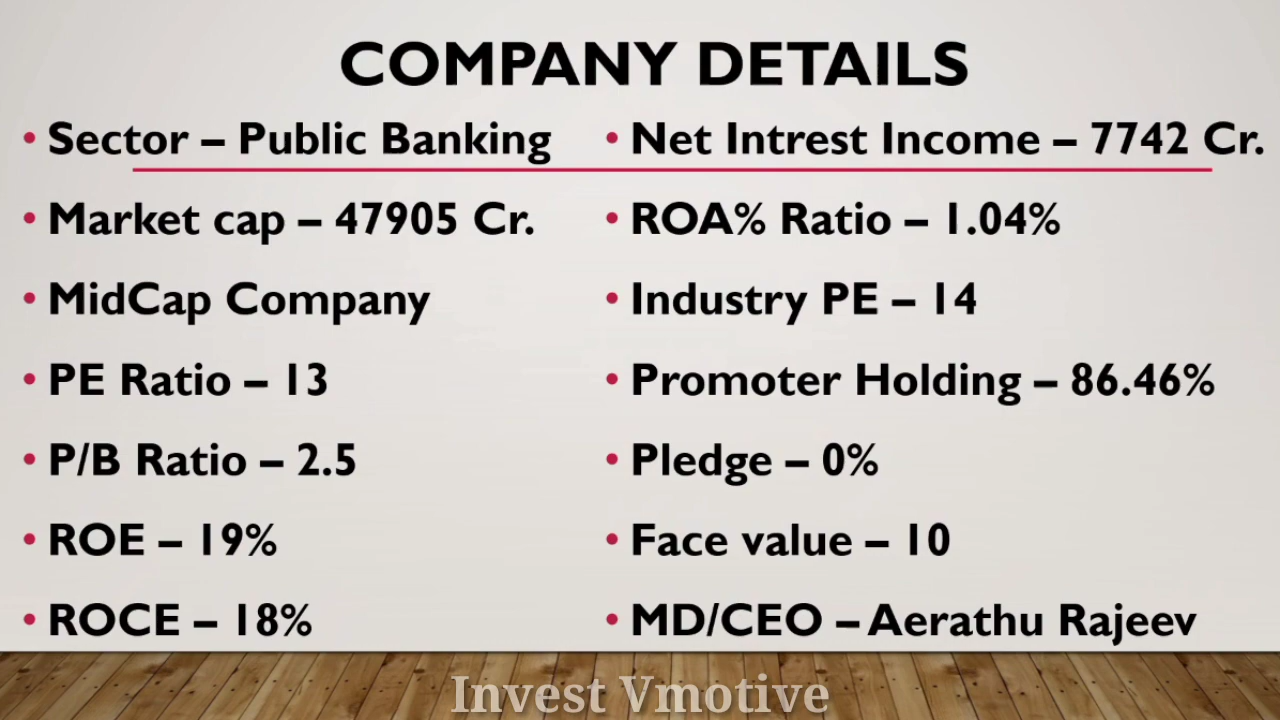 COMPANY DETAILS
• Sector – Public Banking
• Market cap – 47905 Cr.
• MidCap Company
• PE Ratio – 13
• P/B Ratio – 2.5
• ROE – 19%
• ROCE – 18%
• Net Intrest Income – 7742 Cr.
• ROA% Ratio – 1.04%
• Industry PE – 14
• Promoter Holding – 86.46%
• Pledge – 0%
• Face value – 10
• MD/CEO – Aerathu Rajeev
Invest Vmotive